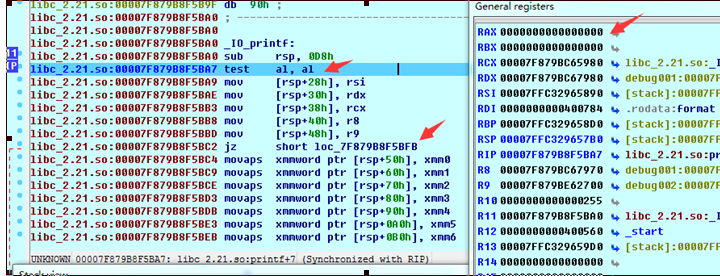 libc_2.21.so:00007F879B8F5B9F db 90h ;
libc_2.21.so:00007F879B8F5BA0 ; ----------------------------------------
libc_2.21.so:00007F879B8F5BA0
libc_2.21.so:00007F879B8F5BA0 _IO_printf:
libc_2.21.so:00007F879B8F5BA0 sub rsp, 0D8h
libc_2.21.so:00007F879B8F5BA7 test al, al
libc_2.21.so:00007F879B8F5BA9 mov [rsp+28h], rsi
libc_2.21.so:00007F879B8F5BAE mov [rsp+30h], rdx
libc_2.21.so:00007F879B8F5BB3 mov [rsp+38h], rcx
libc_2.21.so:00007F879B8F5BB8 mov [rsp+40h], r8
libc_2.21.so:00007F879B8F5BBD mov [rsp+48h], r9
libc_2.21.so:00007F879B8F5BC2 jz short loc_7F879B8F5BFB
libc_2.21.so:00007F879B8F5BC4 movaps xmmword ptr [rsp+50h], xmm0
libc_2.21.so:00007F879B8F5BC9 movaps xmmword ptr [rsp+60h], xmm1
libc_2.21.so:00007F879B8F5BCE movaps xmmword ptr [rsp+70h], xmm2
libc_2.21.so:00007F879B8F5BD3 movaps xmmword ptr [rsp+80h], xmm3
libc_2.21.so:00007F879B8F5BDB movaps xmmword ptr [rsp+90h], xmm4
libc_2.21.so:00007F879B8F5BE3 movaps xmmword ptr [rsp+0A0h], xmm5
libc_2.21.so:00007F879B8F5BEB movaps xmmword ptr [rsp+0B0h], xmm6
UNKNOWN 00007F879B8F5BA7: libc_2.21.so:printf+7 (Synchronized with RIP)
General registers
RAX 0000000000000000
RBX 0000000000000000
RCX 00007F879BC65980 libc_2.21.so:_I
RDX 00007F879BC67980 debug001:00007F
RSI 00007FFC32965890 [stack]:00007FF
RDI 0000000000400784 .rodata:format
RBP 00007FFC329658D0 [stack]:00007FF
RSP 00007FFC329657B0 [stack]:00007FF
RIP 00007F879B8F5BA7 libc_2.21.so:pr
R8 00007F879BC67970 debug001:00007F
R9 00007F879BE62700 debug002:00007F
R10 0000000000000255
R11 00007F879B8F5BA0 libc_2.21.so:_I
R12 0000000000400560 _start
R13 00007FFC329659D0 [stack]:00007FF
R14 0000000000000000